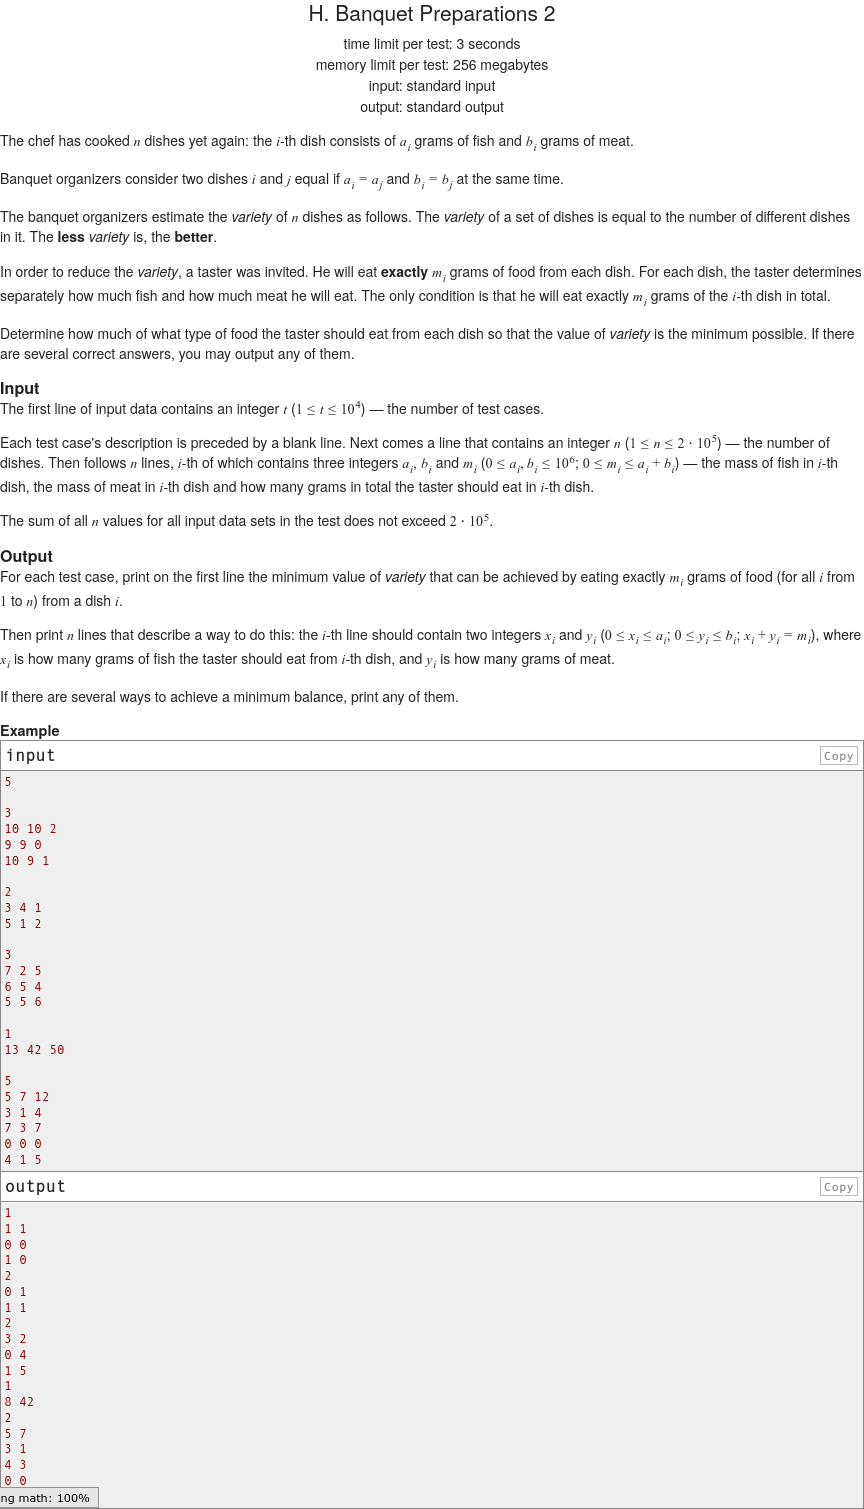 H. Banquet Preparations 2
time limit per test: 3 seconds
memory limit per test: 256 megabytes
input: standard input
output: standard output
The chef has cooked n dishes yet again: the i-th dish consists of a_i grams of fish and b_i grams of meat.
Banquet organizers consider two dishes i and j equal if a_i = a_j and b_i = b_j at the same time.
The banquet organizers estimate the variety of n dishes as follows. The variety of a set of dishes is equal to the number of different dishes
in it. The less variety is, the better.
In order to reduce the variety, a taster was invited. He will eat exactly m_i grams of food from each dish. For each dish, the taster determines
separately how much fish and how much meat he will eat. The only condition is that he will eat exactly m_i grams of the i-th dish in total.
Determine how much of what type of food the taster should eat from each dish so that the value of variety is the minimum possible. If there
are several correct answers, you may output any of them.
Input
The first line of input data contains an integer t (1 ≤ t ≤ 10^4) — the number of test cases.
Each test case's description is preceded by a blank line. Next comes a line that contains an integer n (1 ≤ n ≤ 2 · 10^5) — the number of
dishes. Then follows n lines, i-th of which contains three integers a_i, b_i and m_i (0 ≤ a_i, b_i ≤ 10^6; 0 ≤ m_i ≤ a_i + b_i) — the mass of fish in i-th
dish, the mass of meat in i-th dish and how many grams in total the taster should eat in i-th dish.
The sum of all n values for all input data sets in the test does not exceed 2 · 10^5.
Output
For each test case, print on the first line the minimum value of variety that can be achieved by eating exactly m_i grams of food (for all i from
1 to n) from a dish i.
Then print n lines that describe a way to do this: the i-th line should contain two integers x_i and y_i (0 ≤ x_i ≤ a_i; 0 ≤ y_i ≤ b_i; x_i + y_i = m_i), where
x_i is how many grams of fish the taster should eat from i-th dish, and y_i is how many grams of meat.
If there are several ways to achieve a minimum balance, print any of them.
Example
input Copy
5
3
10 10 2
9 9 0
10 9 1
2
3 4 1
5 1 2
3
7 2 5
6 5 4
5 5 6
1
13 42 50
5
5 7 12
3 1 4
7 3 7
0 0 0
4 1 5
output Copy
1
1 1
0 0
1 0
2
0 1
1 1
2
3 2
0 4
1 5
1
8 42
2
5 7
3 1
4 3
0 0
ng math: 100%